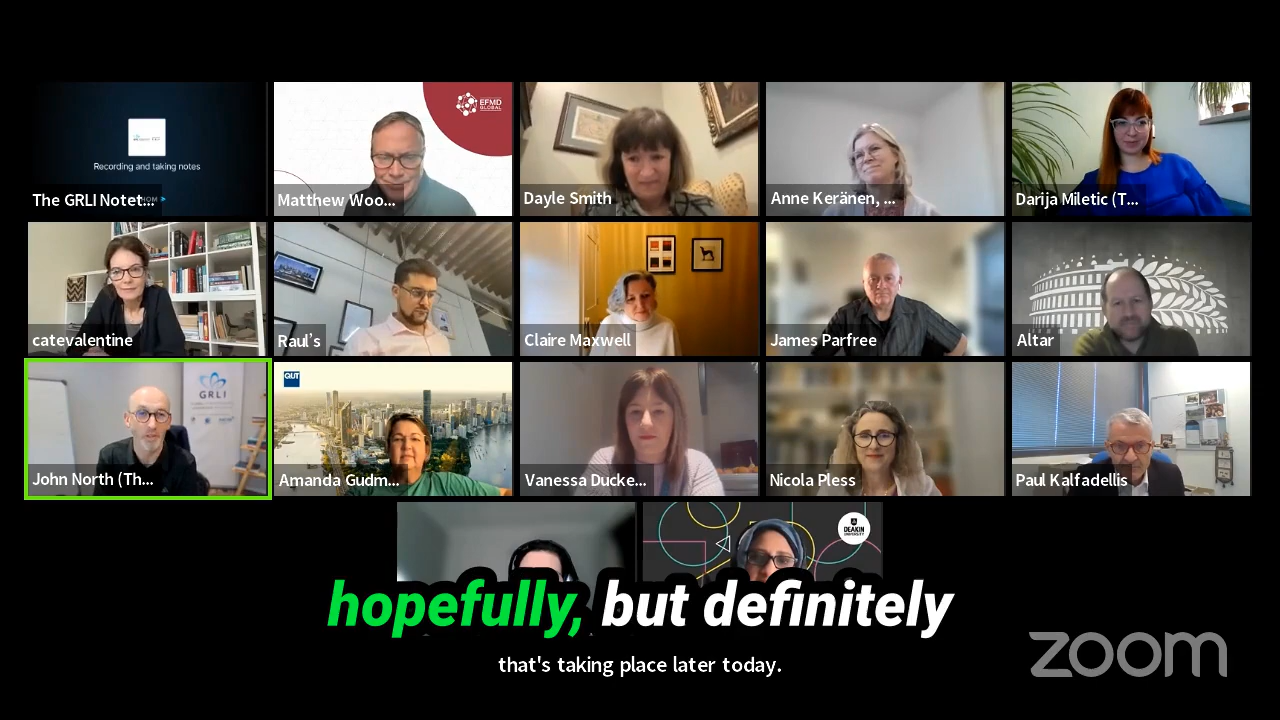 EFMD
GLOBAL
Recording and taking notes
The GRLI Notet...
Matthew Woo...
Dayle Smith
Anne Keränen, ...
Darija Miletic (T...
catevalentine
Raul's
Claire Maxwell
James Parfree
Altar
GRLI
John North (Th...
QUT
Amanda Gudm...
Vanessa Ducke...
Nicola Pless
Paul Kalfadellis
DEAKIN
UNIVERSITY
hopefully, but definitely
that's taking place later today.
zoom